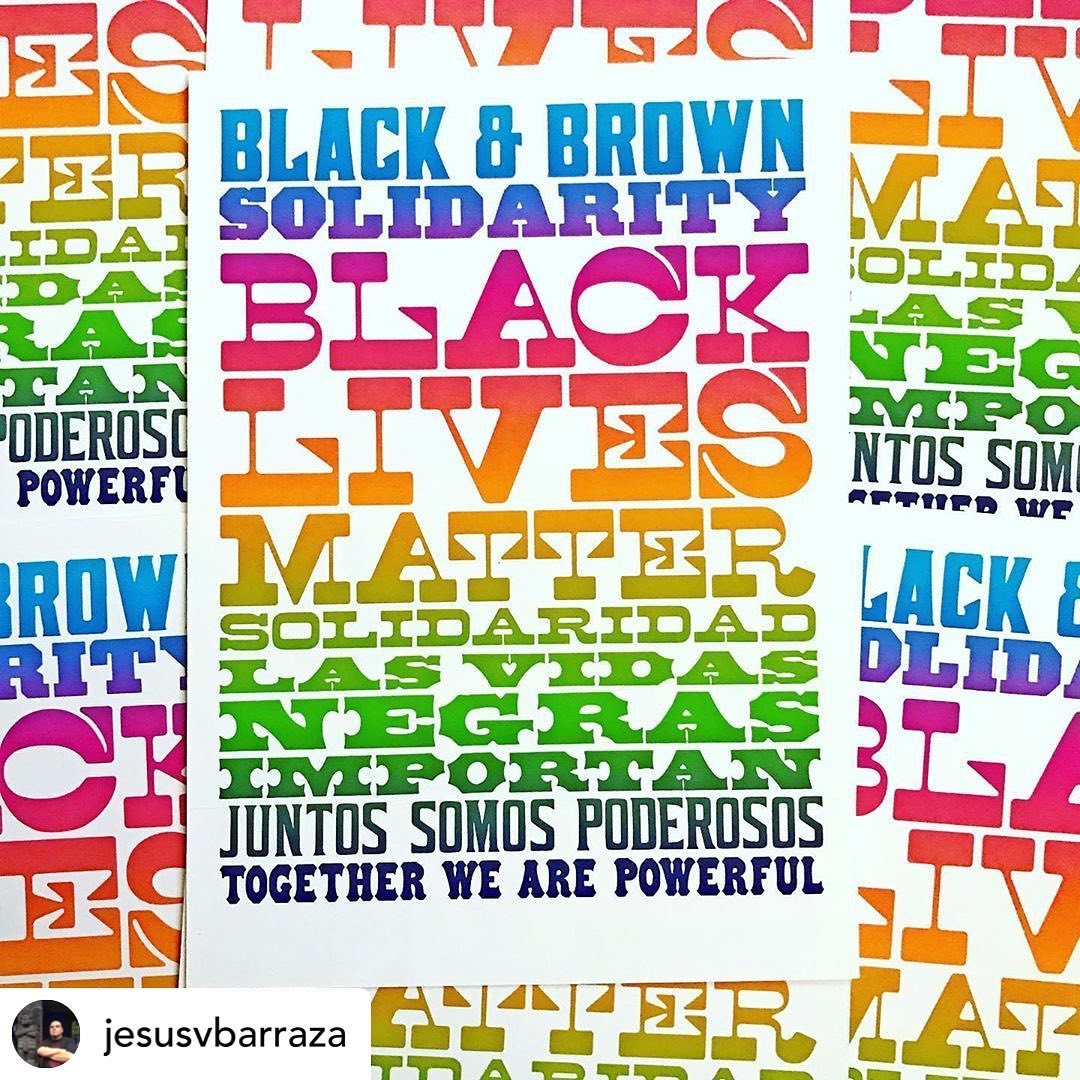 BLACK & BROWN
SOLIDARITY
BLACK
LIVES
MATTER
SOLIDARIDAD
LAS VIDAS
NEGRAS
IMPORTAN
JUNTOS SOMOS PODEROSOS
TOGETHER WE ARE POWERFUL
jesusvbarraza